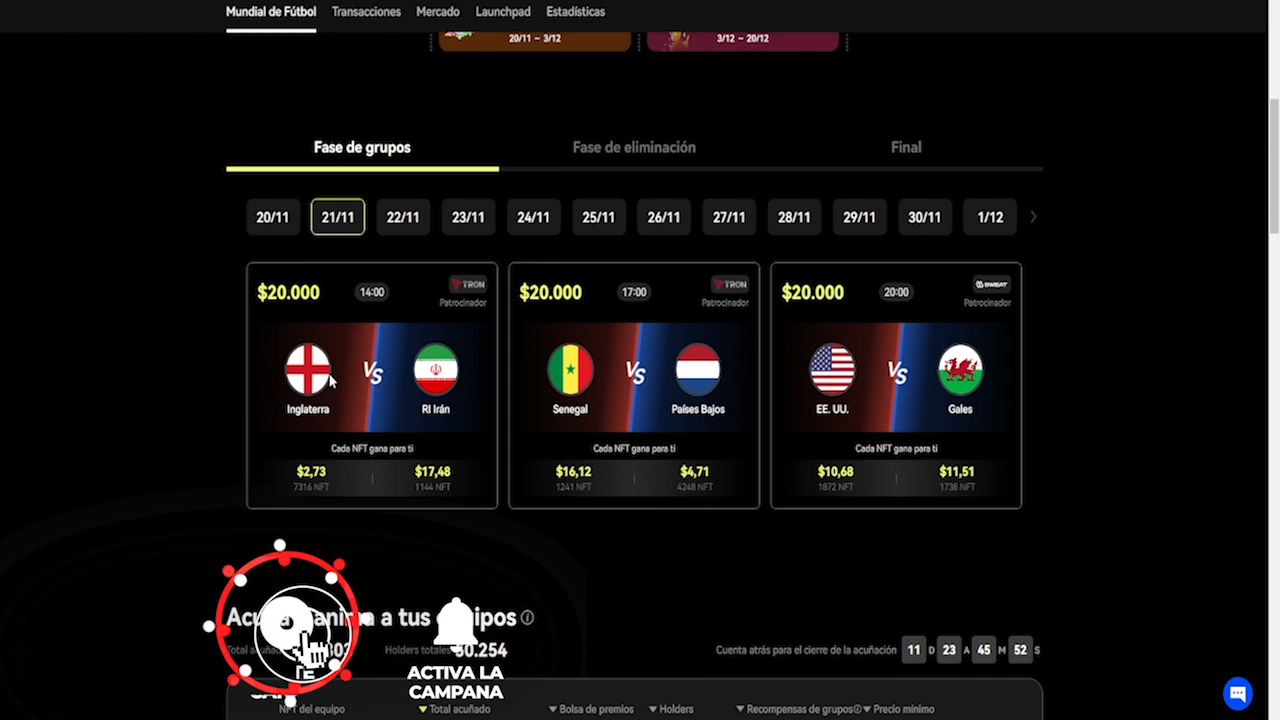 Mundial de Fútbol Transacciones Mercado Launchpad Estadísticas
20/11 ~ 3/12 3/12 ~ 20/12
Fase de grupos Fase de eliminación Final
20/11 21/11 22/11 23/11 24/11 25/11 26/11 27/11 28/11 29/11 30/11 1/12
$20.000 14:00 TRON Patrocinador
VS
Inglaterra RI Irán
Cada NFT gana para ti
$2,73 $17,48
7316 NFT 1144 NFT
$20.000 17:00 TRON Patrocinador
VS
Senegal Países Bajos
Cada NFT gana para ti
$16,12 $4,71
1241 NFT 4248 NFT
$20.000 20:00 SWEAT Patrocinador
VS
EE. UU. Gales
Cada NFT gana para ti
$10,68 $11,51
1872 NFT 1738 NFT
a tus
Holders totales 30.254
Cuenta atrás para el cierre de la acuñación 11 D 23 A 45 M 52 S
ACTIVA LA
CAMPANA
NFT del equipo Total acuñado Bolsa de premios Holders Recompensas de grupos Precio mínimo